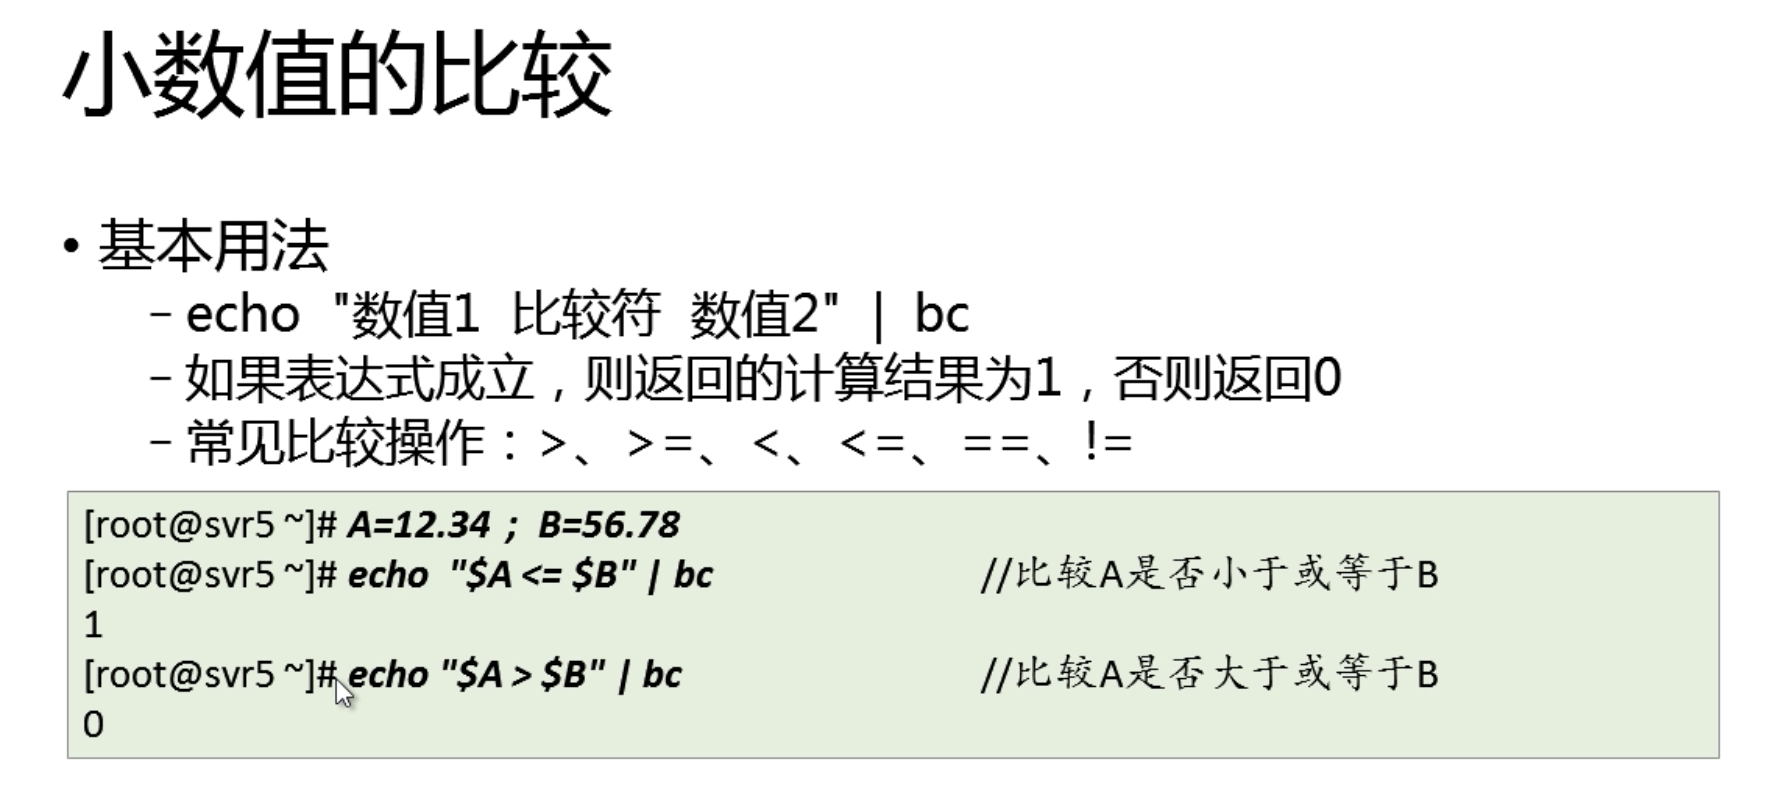 小数值的比较
• 基本用法
– echo "数值1 比较符 数值2" | bc
– 如果表达式成立，则返回的计算结果为1，否则返回0
– 常见比较操作：>、>=、<、<=、==、!=
[root@svr5 ~]# A=12.34 ; B=56.78
[root@svr5 ~]# echo "$A <= $B" | bc //比较A是否小于或等于B
1
[root@svr5 ~]# echo "$A > $B" | bc //比较A是否大于或等于B
0